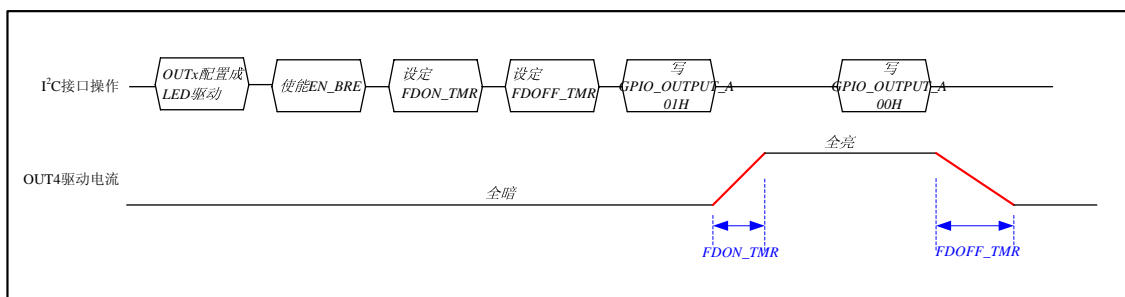 I²C接口操作
OUTx配置成
LED驱动
使能EN_BRE
设定
FDON_TMR
设定
FDOFF_TMR
写
GPIO_OUTPUT_A
01H
写
GPIO_OUTPUT_A
00H
OUT4驱动电流
全暗
全亮
FDON_TMR
FDOFF_TMR